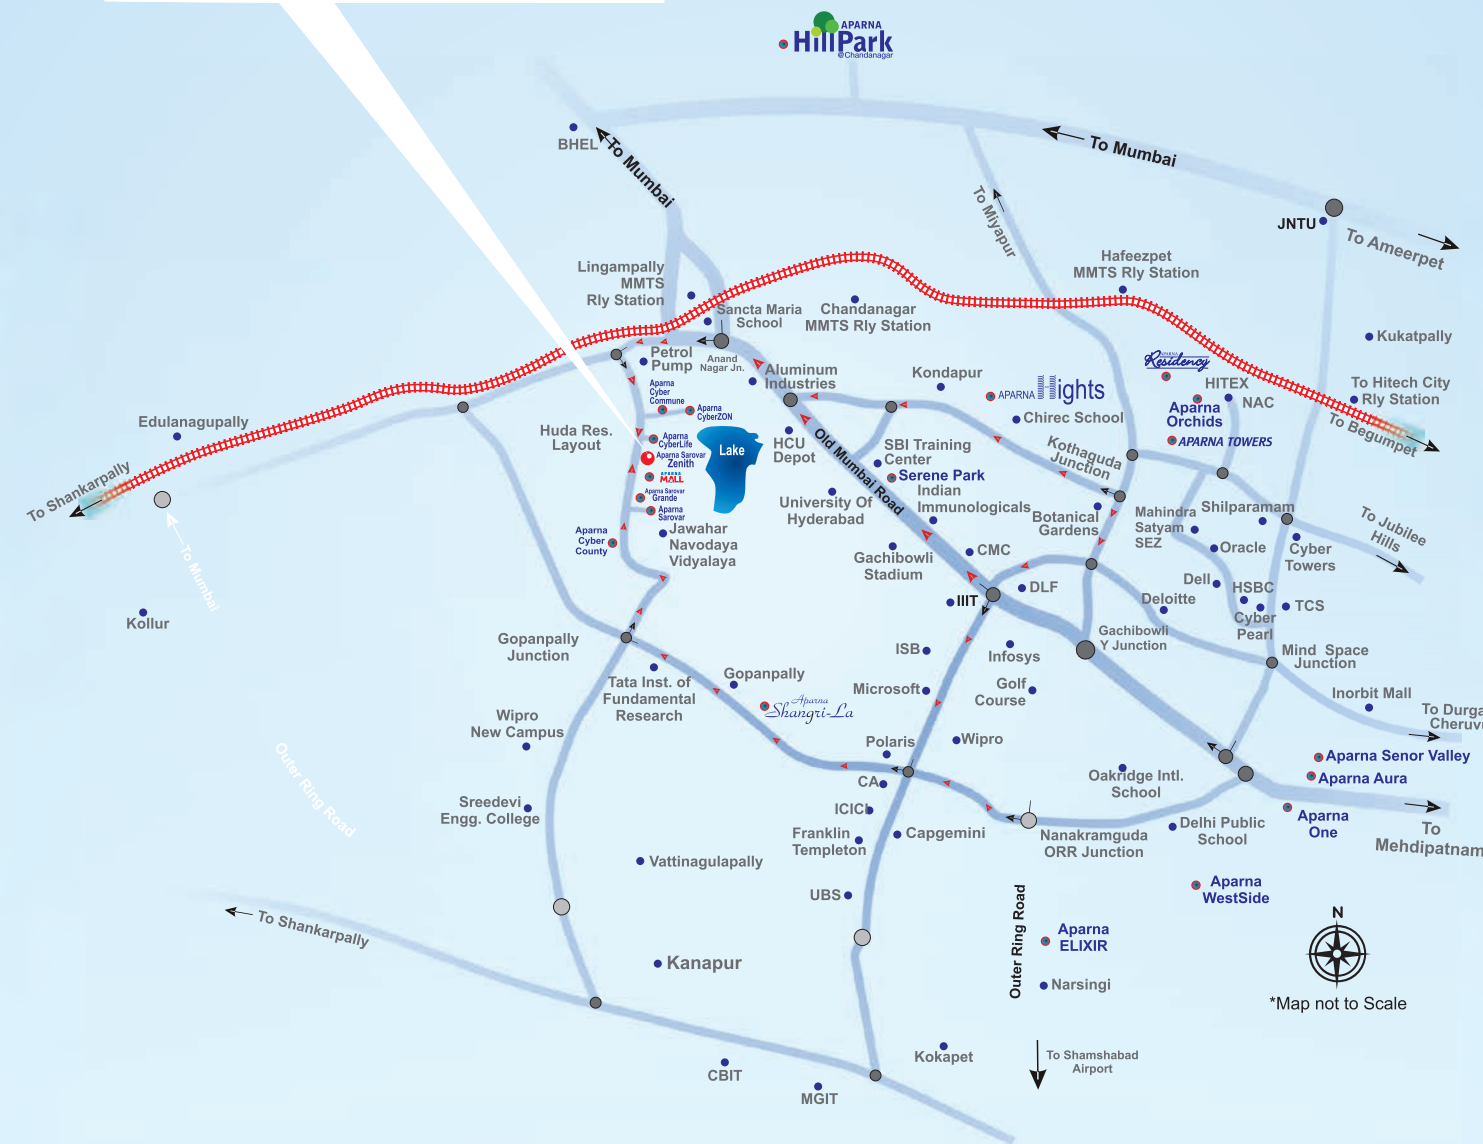 APARNA
HillPark
@Chandanagar
BHEL
To Mumbai
To Mumbai
To Miyapur
JNTU
To Ameerpet
Hafeezpet
MMTS Rly Station
Lingampally
MMTS
Rly Station
Sancta Maria
School
Chandanagar
MMTS Rly Station
Kukatpally
Petrol
Pump
Anand
Nagar Jn.
Aluminum
Industries
Kondapur
APARNA Hights
APARNA
Residency
HITEX
NAC
To Hitech City
Rly Station
To Begumpet
Aparna
Cyber
Commune
Aparna
CyberZON
Chirec School
Aparna
Orchids
APARNA TOWERS
Edulanagupally
Huda Res.
Layout
Aparna
CyberLife
Aparna Sarovar
Zenith
APARNA
MALL
Aparna Sarovar
Grande
Aparna
Sarovar
Lake
HCU
Depot
Old Mumbai Road
SBI Training
Center
Serene Park
Kothaguda
Junction
To Shankarpally
To Mumbai
University Of
Hyderabad
Indian
Immunologicals
Botanical
Gardens
Mahindra
Satyam
SEZ
Shilparamam
To Jubilee
Hills
Aparna
Cyber
County
Jawahar
Navodaya
Vidyalaya
Gachibowli
Stadium
CMC
Oracle
Cyber
Towers
DLF
Dell
HSBC
Deloitte
TCS
Cyber
Pearl
IIIT
Kollur
Gopanpally
Junction
Gachibowli
Y Junction
ISB
Infosys
Mind Space
Junction
Tata Inst. of
Fundamental
Research
Gopanpally
Aparna
Shangri-La
Microsoft
Golf
Course
Inorbit Mall
To Durga
Cheruv
Wipro
New Campus
Polaris
Wipro
Aparna Senor Valley
Outer Ring Road
CA
Oakridge Intl.
School
Aparna Aura
Sreedevi
Engg. College
ICICI
Aparna
One
To
Mehdipatnam
Franklin
Templeton
Capgemini
Nanakramguda
ORR Junction
Delhi Public
School
Vattinagulapally
UBS
Aparna
WestSide
To Shankarpally
Outer Ring Road
Aparna
ELIXIR
N
Kanapur
Narsingi
*Map not to Scale
Kokapet
To Shamshabad
Airport
CBIT
MGIT